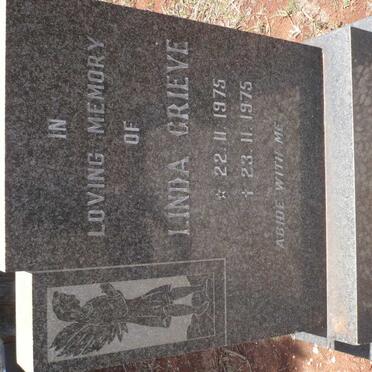 IN
LOVING MEMORY
OF
LINDA GRIEVE
☆ 22.11.1975
† 23.11.1975
ABIDE WITH ME